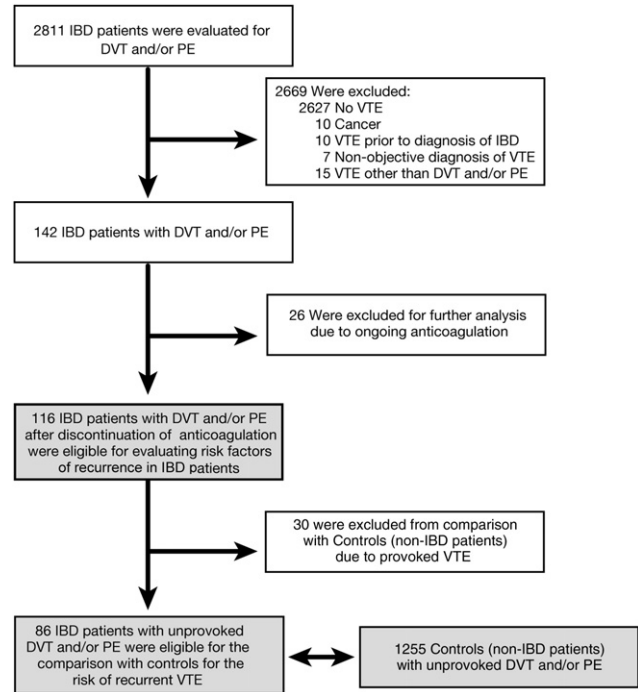 2811 IBD patients were evaluated for
DVT and/or PE
2669 Were excluded:
2627 No VTE
10 Cancer
10 VTE prior to diagnosis of IBD
7 Non-objective diagnosis of VTE
15 VTE other than DVT and/or PE
142 IBD patients with DVT and/or PE
26 Were excluded for further analysis
due to ongoing anticoagulation
116 IBD patients with DVT and/or PE
after discontinuation of anticoagulation
were eligible for evaluating risk factors
of recurrence in IBD patients
30 were excluded from comparison
with Controls (non-IBD patients)
due to provoked VTE
86 IBD patients with unprovoked
DVT and/or PE were eligible for the
comparison with controls for the
risk of recurrent VTE
1255 Controls (non-IBD patients)
with unprovoked DVT and/or PE